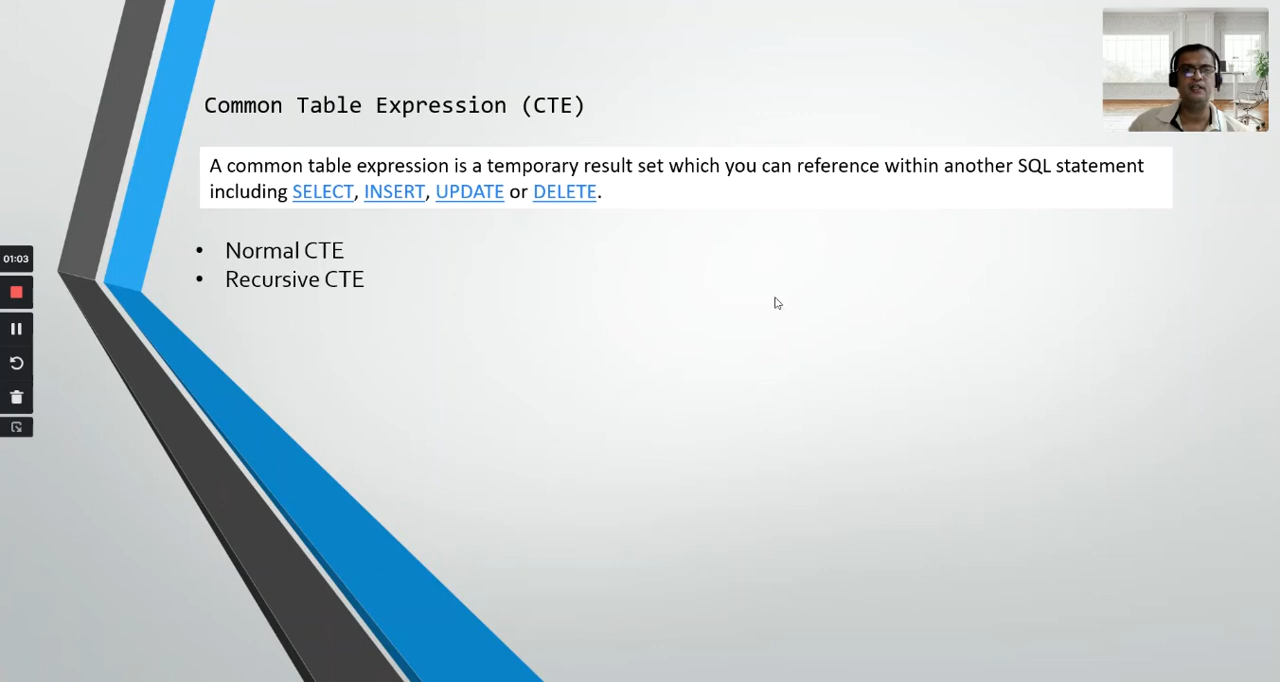 Common Table Expression (CTE)
A common table expression is a temporary result set which you can reference within another SQL statement
including SELECT, INSERT, UPDATE or DELETE.
• Normal CTE
• Recursive CTE
01:03